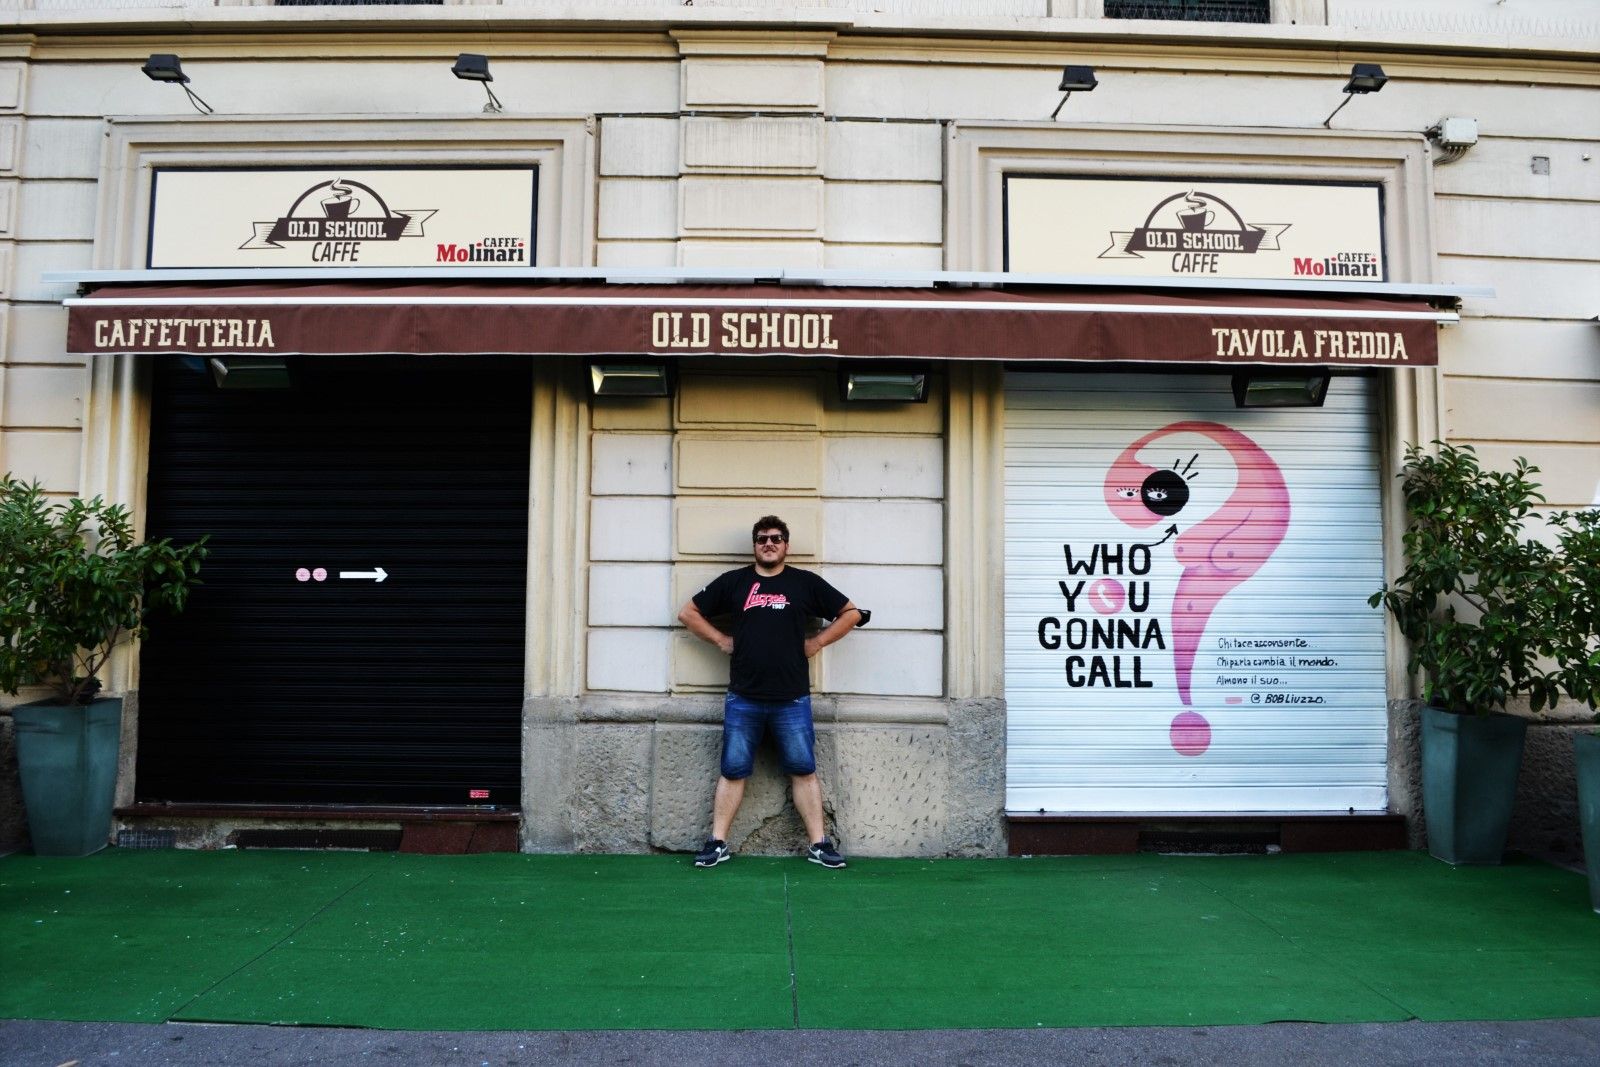 OLD SCHOOL
CAFFE
CAFFE'
Molinari
OLD SCHOOL
CAFFE
CAFFE'
Molinari
CAFFETTERIA
OLD SCHOOL
TAVOLA FREDDA
WHO
YOU
GONNA
CALL
Chi tace acconsente...
Chi parla cambia il mondo.
Almeno il suo...
@ BOBLIUZZO.
Liuzzo's
1987